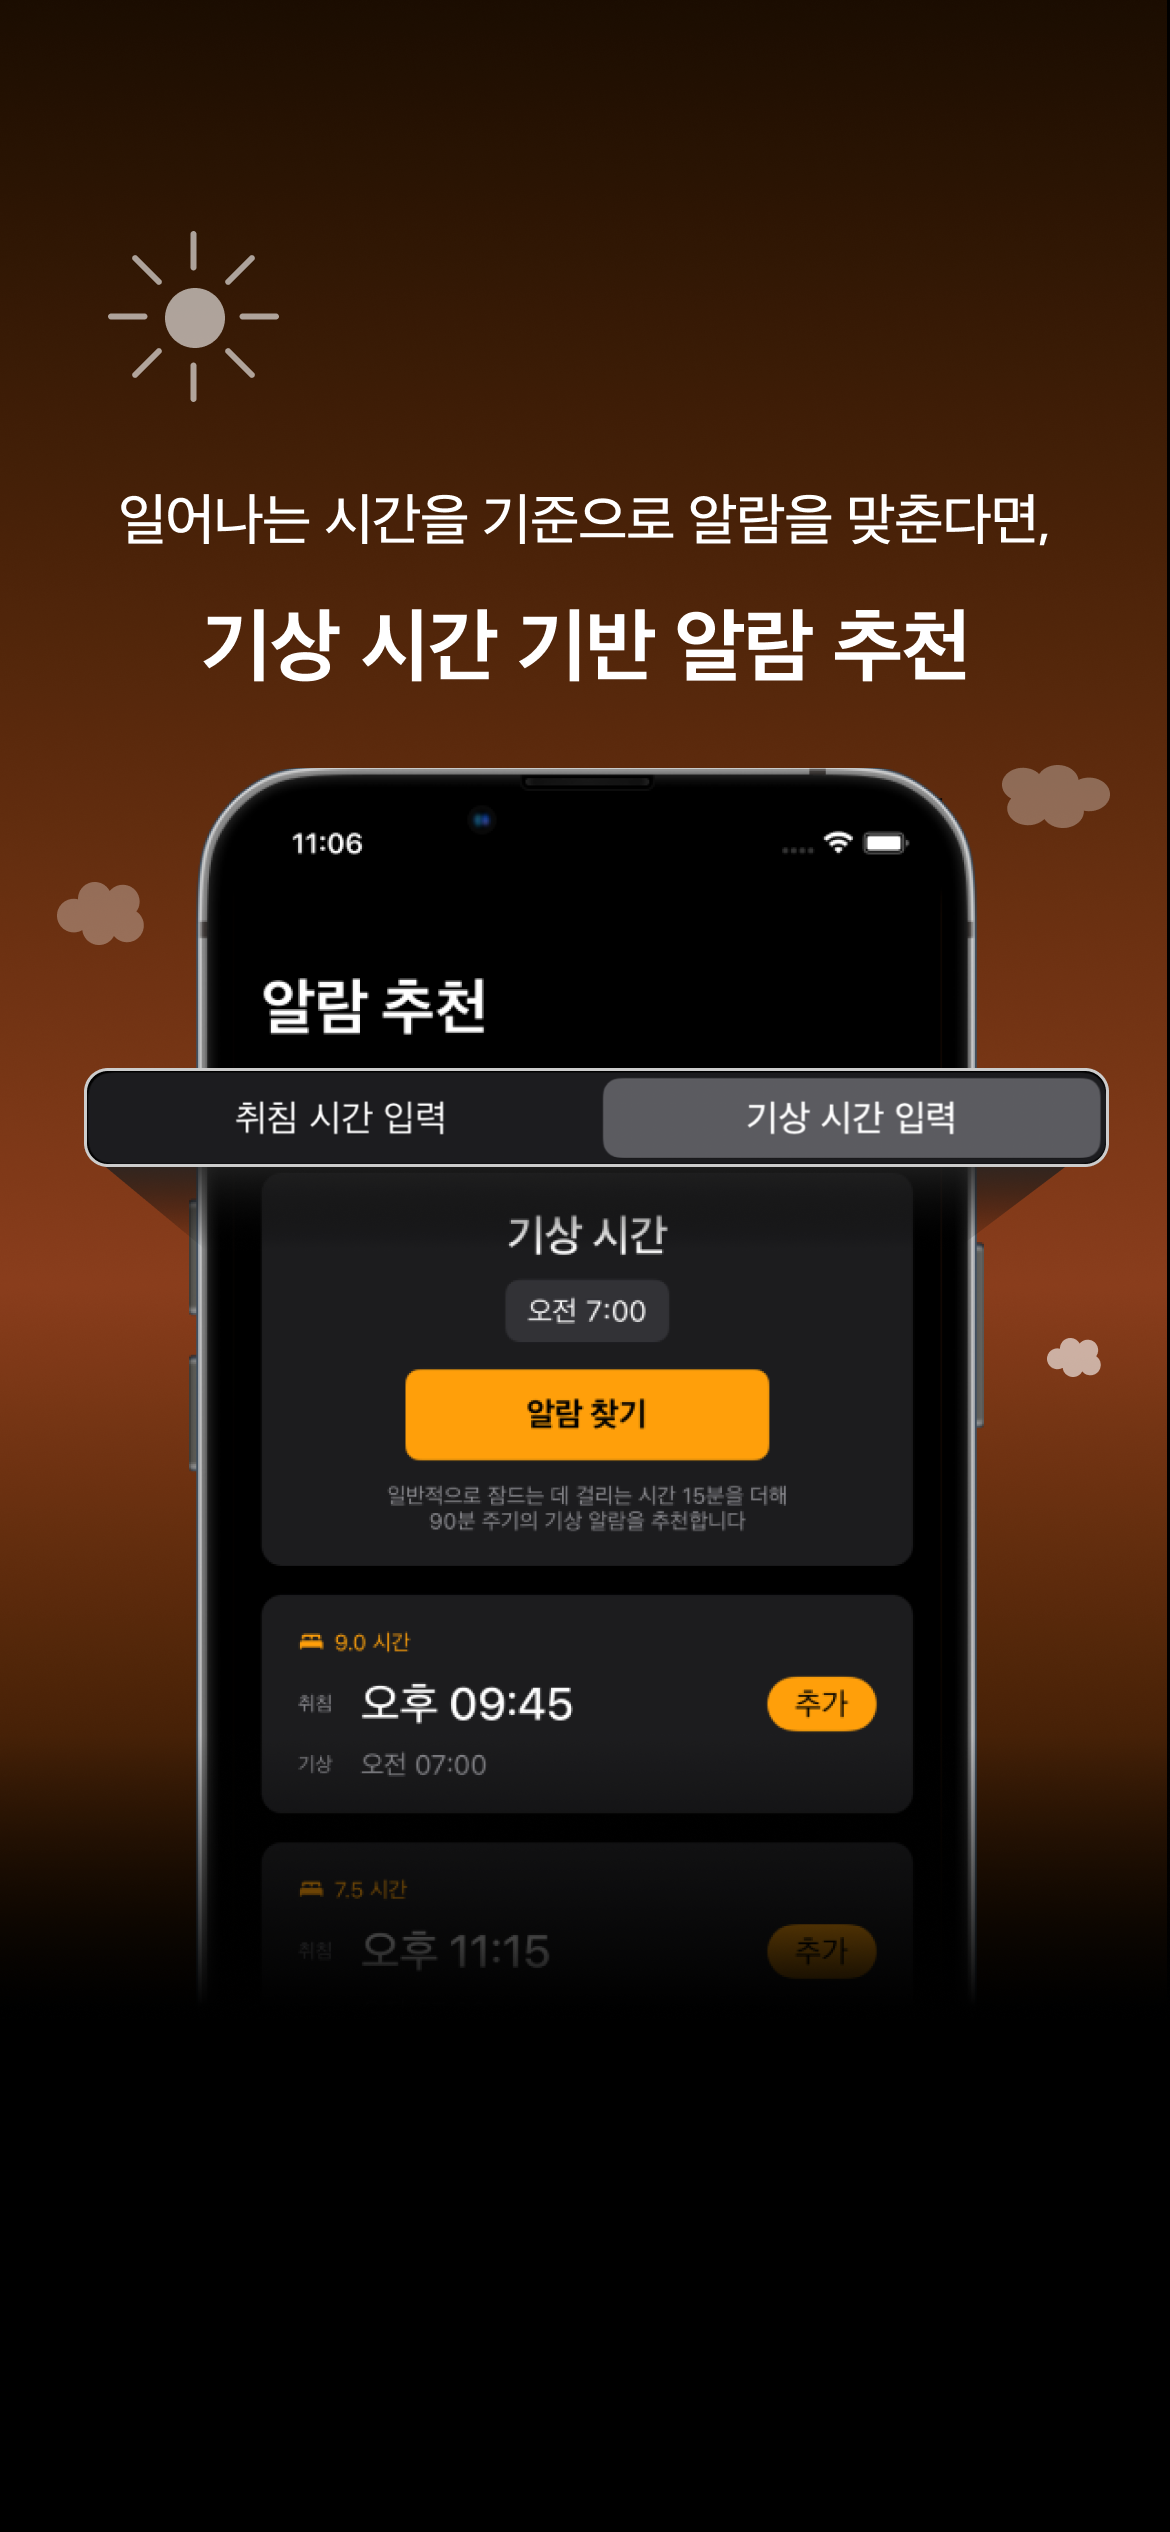 일어나는 시간을 기준으로 알람을 맞춘다면,
기상 시간 기반 알람 추천
11:06
알람 추천
취침 시간 입력
기상 시간 입력
기상 시간
오전 7:00
알람 찾기
일반적으로 잠드는 데 걸리는 시간 15분을 더해
90분 주기의 기상 알람을 추천합니다
9.0 시간
취침 오후 09:45 추가
기상 오전 07:00
7.5 시간
취침 오후 11:15 추가